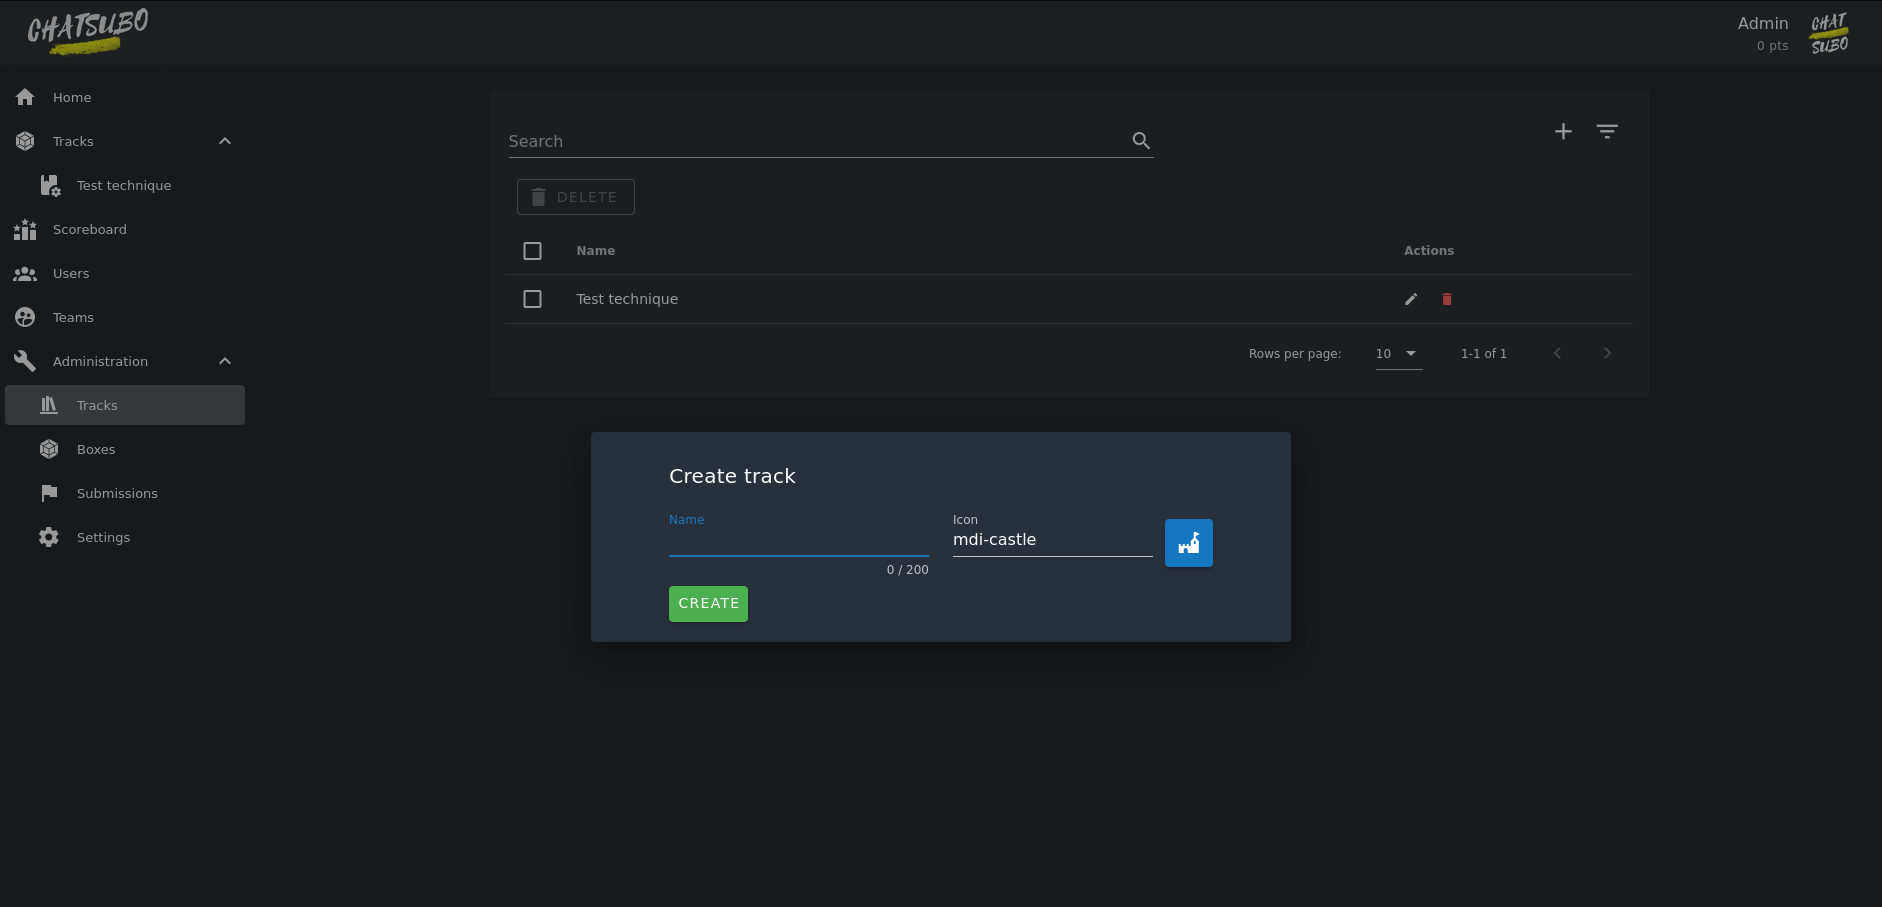 CHATSUBO
Admin
0 pts
CHAT
SUBO
Home
Tracks
Test technique
Scoreboard
Users
Teams
Administration
Tracks
Boxes
Submissions
Settings
Search
DELETE
Name Actions
Test technique
Rows per page: 10 1-1 of 1
Create track
Name Icon
mdi-castle
0 / 200
CREATE